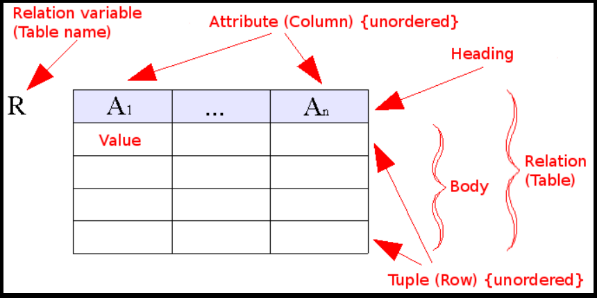 Relation variable
(Table name)
Attribute (Column) {unordered}
Heading
R
A1
...
An
Value
Relation
(Table)
Body
Tuple (Row) {unordered}